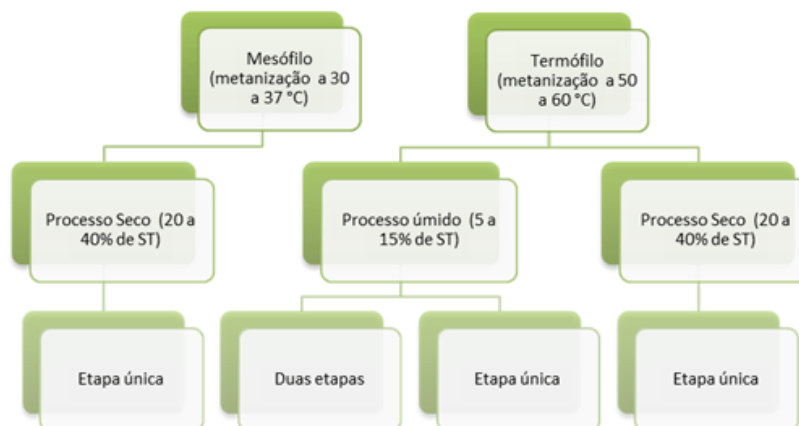 Mesófilo
(metanização a 30
a 37 °C)
Termófilo
(metanização a 50
a 60 °C)
Processo Seco (20 a
40% de ST)
Processo úmido (5 a
15% de ST)
Processo Seco (20 a
40% de ST)
Etapa única
Duas etapas
Etapa única
Etapa única